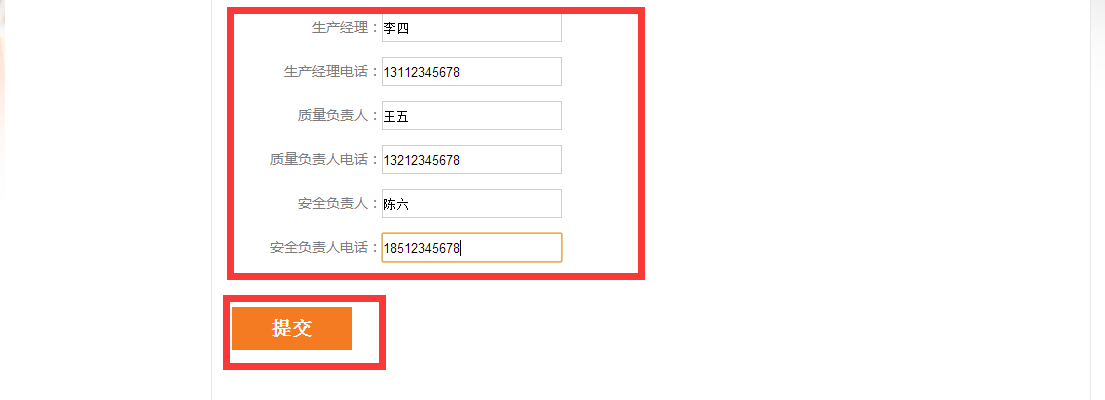 生产经理：李四
生产经理电话：13112345678
质量负责人：王五
质量负责人电话：13212345678
安全负责人：陈六
安全负责人电话：18512345678
提交